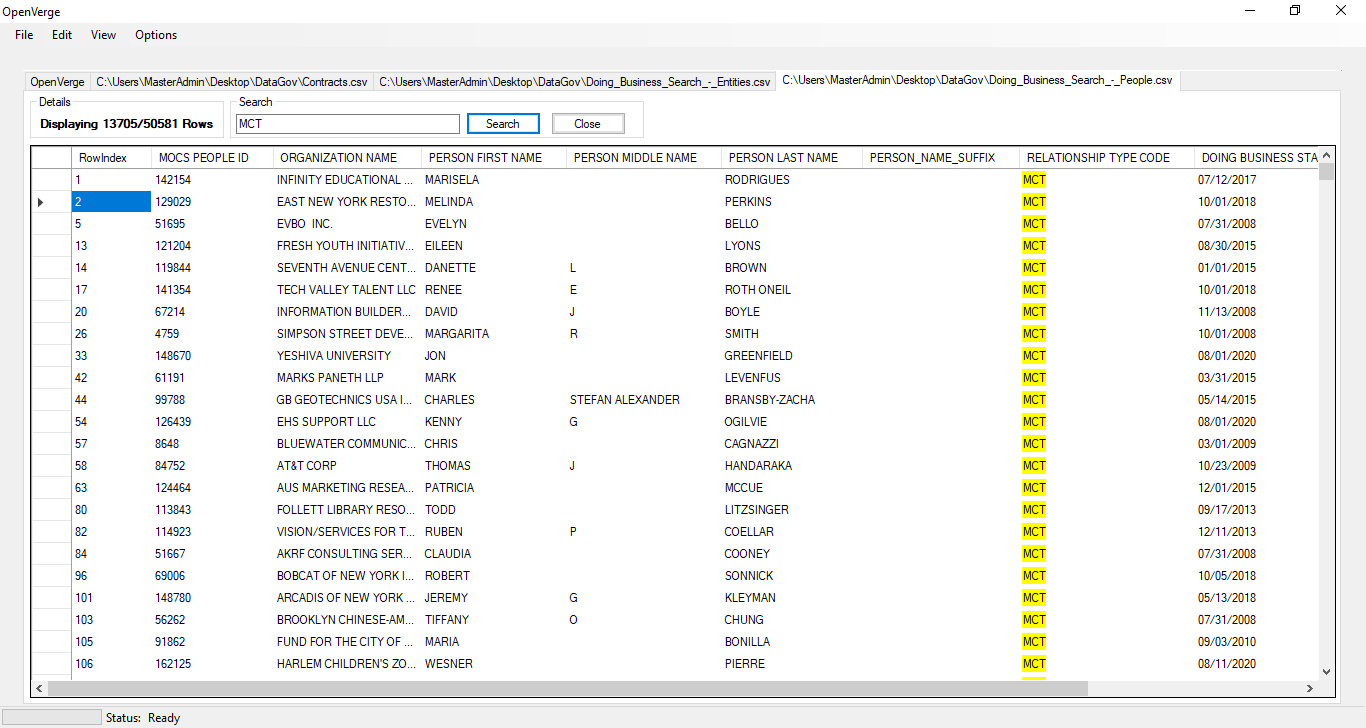 OpenVerge
File Edit View Options
OpenVerge C:\Users\MasterAdmin\Desktop\DataGov\Contracts.csv C:\Users\MasterAdmin\Desktop\DataGov\Doing_Business_Search_-_Entities.csv C:\Users\MasterAdmin\Desktop\DataGov\Doing_Business_Search_-_People.csv
Details Search
Displaying 13705/50581 Rows MCT Search Close
RowIndex MOCS PEOPLE ID ORGANIZATION NAME PERSON FIRST NAME PERSON MIDDLE NAME PERSON LAST NAME PERSON_NAME_SUFFIX RELATIONSHIP TYPE CODE DOING BUSINESS STA
1 142154 INFINITY EDUCATIONAL ... MARISELA RODRIGUES MCT 07/12/2017
2 129029 EAST NEW YORK RESTO... MELINDA PERKINS MCT 10/01/2018
5 51695 EVBO INC. EVELYN BELLO MCT 07/31/2008
13 121204 FRESH YOUTH INITIATIV... EILEEN LYONS MCT 08/30/2015
14 119844 SEVENTH AVENUE CENT... DANETTE L BROWN MCT 01/01/2015
17 141354 TECH VALLEY TALENT LLC RENEE E ROTH ONEIL MCT 10/01/2018
20 67214 INFORMATION BUILDER... DAVID J BOYLE MCT 11/13/2008
26 4759 SIMPSON STREET DEVE... MARGARITA R SMITH MCT 10/01/2008
33 148670 YESHIVA UNIVERSITY JON GREENFIELD MCT 08/01/2020
42 61191 MARKS PANETH LLP MARK LEVENFUS MCT 03/31/2015
44 99788 GB GEOTECHNICS USA I... CHARLES STEFAN ALEXANDER BRANSBY-ZACHA MCT 05/14/2015
54 126439 EHS SUPPORT LLC KENNY G OGILVIE MCT 08/01/2020
57 8648 BLUEWATER COMMUNIC... CHRIS CAGNAZZI MCT 03/01/2009
58 84752 AT&T CORP THOMAS J HANDARAKA MCT 10/23/2009
63 124464 AUS MARKETING RESEA... PATRICIA MCCUE MCT 12/01/2015
80 113843 FOLLETT LIBRARY RESO... TODD LITZSINGER MCT 09/17/2013
82 114923 VISION/SERVICES FOR T... RUBEN P COELLAR MCT 12/11/2013
84 51667 AKRF CONSULTING SER... CLAUDIA COONEY MCT 07/31/2008
96 69006 BOBCAT OF NEW YORK I... ROBERT SONNICK MCT 10/05/2018
101 148780 ARCADIS OF NEW YORK ... JEREMY G KLEYMAN MCT 05/13/2018
103 56262 BROOKLYN CHINESE-AM... TIFFANY O CHUNG MCT 07/31/2008
105 91862 FUND FOR THE CITY OF ... MARIA BONILLA MCT 09/03/2010
106 162125 HARLEM CHILDREN'S ZO... WESNER PIERRE MCT 08/11/2020
Status: Ready